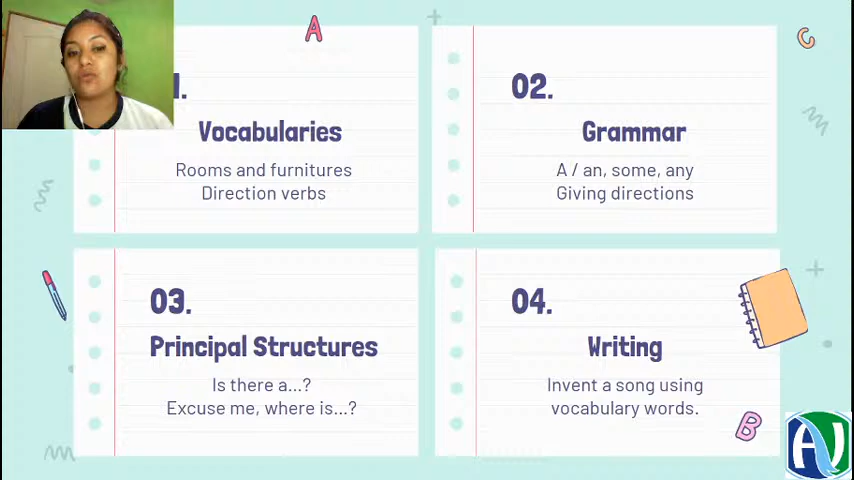 A
C
1.
Vocabularies
Rooms and furnitures
Direction verbs
02.
Grammar
A / an, some, any
Giving directions
03.
Principal Structures
Is there a...?
Excuse me, where is...?
04.
Writing
Invent a song using
vocabulary words.
B